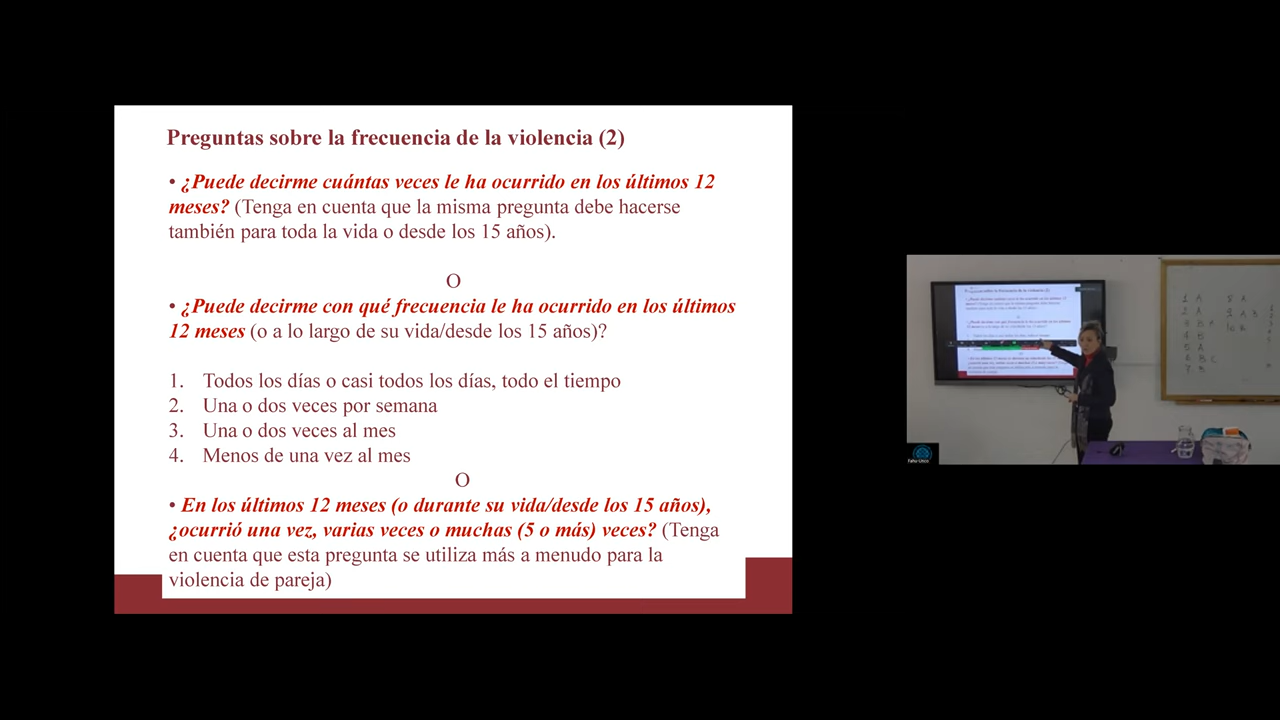 Preguntas sobre la frecuencia de la violencia (2)
• ¿Puede decirme cuántas veces le ha ocurrido en los últimos 12
meses? (Tenga en cuenta que la misma pregunta debe hacerse
también para toda la vida o desde los 15 años).
O
• ¿Puede decirme con qué frecuencia le ha ocurrido en los últimos
12 meses (o a lo largo de su vida/desde los 15 años)?
1. Todos los días o casi todos los días, todo el tiempo
2. Una o dos veces por semana
3. Una o dos veces al mes
4. Menos de una vez al mes
O
• En los últimos 12 meses (o durante su vida/desde los 15 años),
¿ocurrió una vez, varias veces o muchas (5 o más) veces? (Tenga
en cuenta que esta pregunta se utiliza más a menudo para la
violencia de pareja)